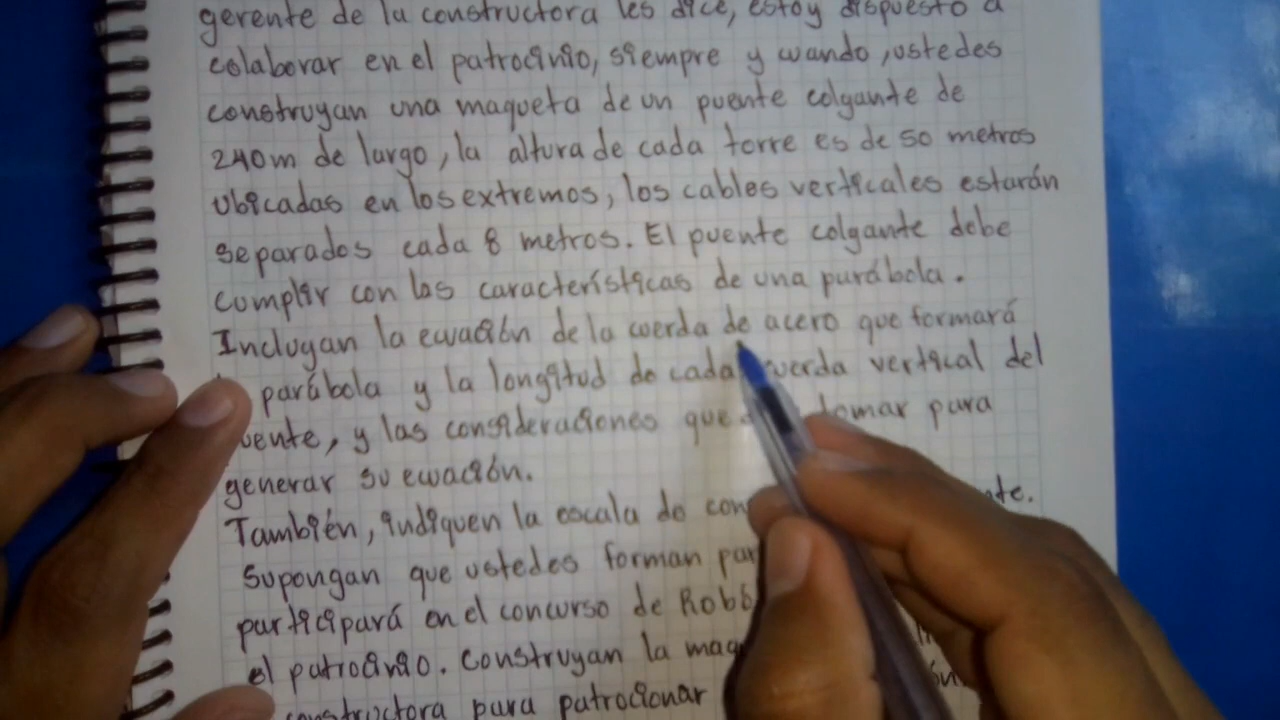 gerente de la constructora les dice, estoy dispuesto a
colaborar en el patrocinio, siempre y cuando, ustedes
construyan una maqueta de un puente colgante de
240m de largo, la altura de cada torre es de 50 metros
ubicadas en los extremos, los cables verticales estarán
separados cada 8 metros. El puente colgante debe
cumplir con las características de una parábola.
Incluyan la ecuación de la cuerda de acero que formará
parábola y la longitud de cada cuerda vertical del
puente, y las consideraciones que tomar para
generar su ecuación.
También, indiquen la escala de
Supongan que ustedes forman
participará en el concurso de
el patrocinio. Construyan la
constructora para patrocionar